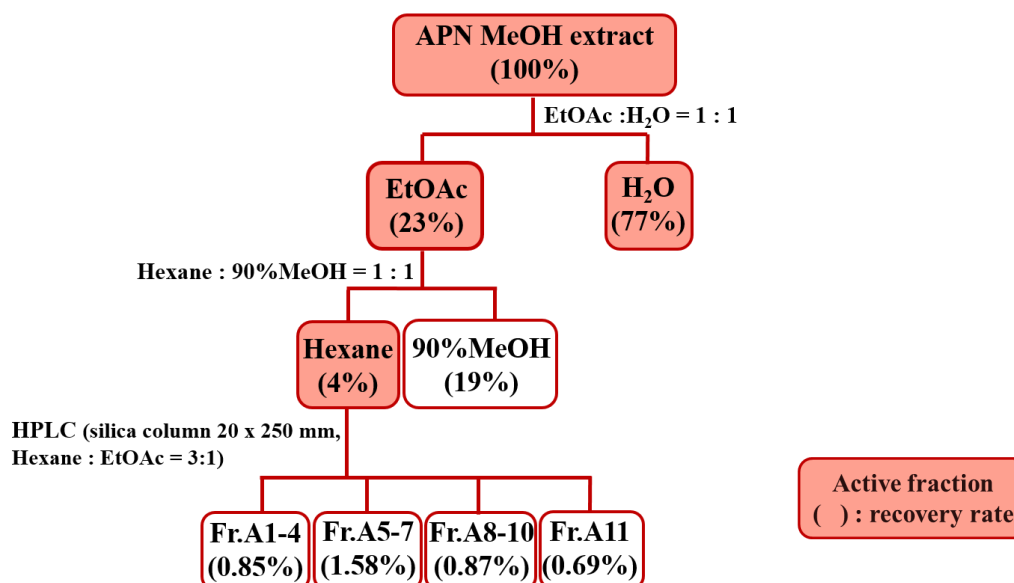 APN MeOH extract
(100%)
EtOAc :H₂O = 1 : 1
EtOAc
(23%)
H₂O
(77%)
Hexane : 90%MeOH = 1 : 1
Hexane
(4%)
90%MeOH
(19%)
HPLC (silica column 20 x 250 mm,
Hexane : EtOAc = 3:1)
Fr.A1-4
(0.85%)
Fr.A5-7
(1.58%)
Fr.A8-10
(0.87%)
Fr.A11
(0.69%)
Active fraction
( ) : recovery rate